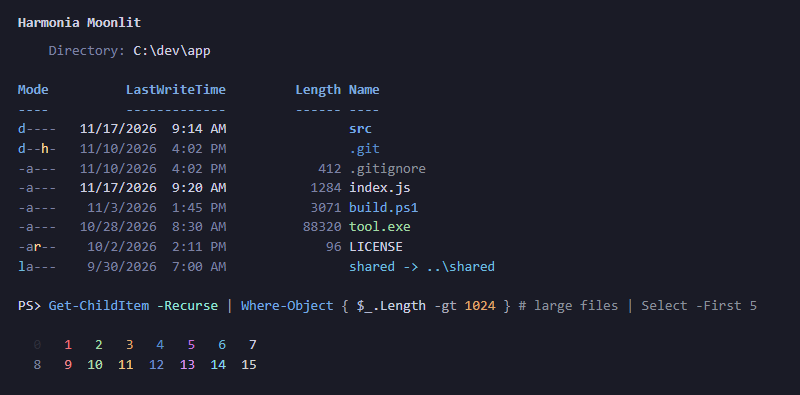 Harmonia Moonlit
Directory: C:\dev\app
Mode LastWriteTime Length Name
---- ------------- ------ ----
d---- 11/17/2026 9:14 AM src
d--h- 11/10/2026 4:02 PM .git
-a--- 11/10/2026 4:02 PM 412 .gitignore
-a--- 11/17/2026 9:20 AM 1284 index.js
-a--- 11/3/2026 1:45 PM 3071 build.ps1
-a--- 10/28/2026 8:30 AM 88320 tool.exe
-ar-- 10/2/2026 2:11 PM 96 LICENSE
la--- 9/30/2026 7:00 AM shared -> ..\shared
PS> Get-ChildItem -Recurse | Where-Object { $_.Length -gt 1024 } # large files | Select -First 5
0 1 2 3 4 5 6 7
8 9 10 11 12 13 14 15